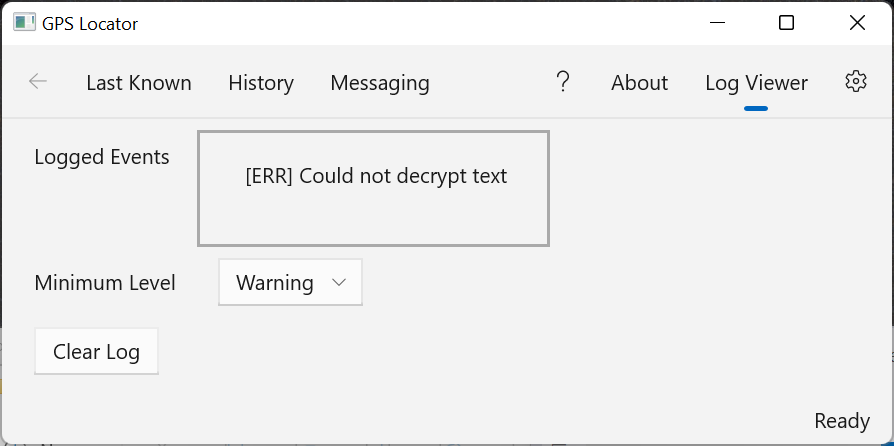 GPS Locator
Last Known History Messaging ? About Log Viewer
Logged Events
[ERR] Could not decrypt text
Minimum Level Warning
Clear Log
Ready